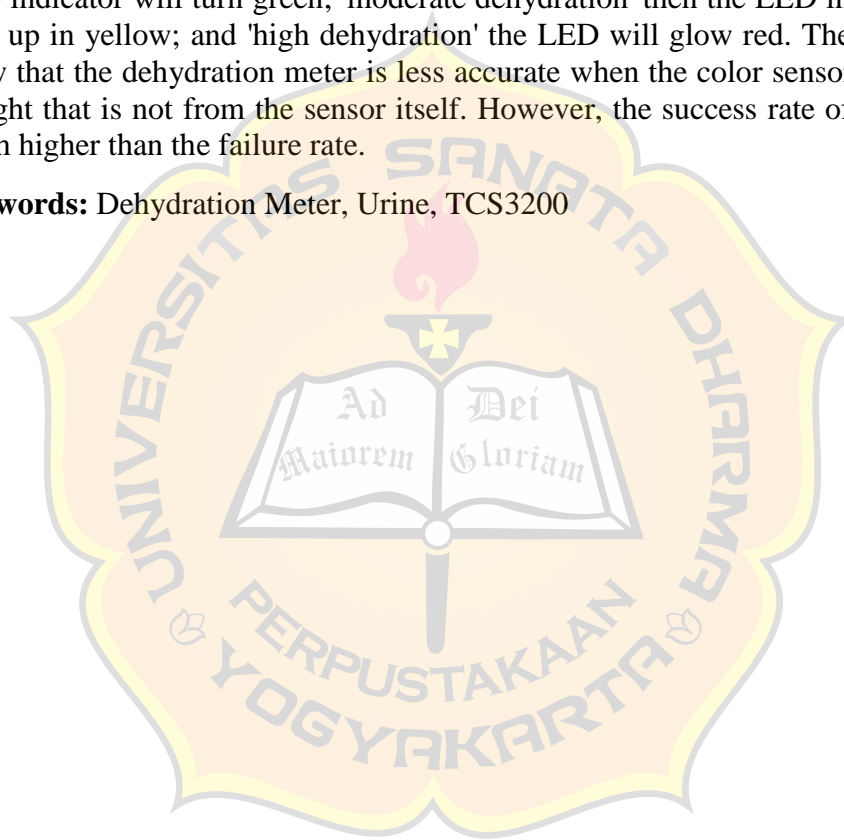 indicator will turn green; 'moderate dehydration' then the LED
up in yellow; and 'high dehydration' the LED will glow red. The
that the dehydration meter is less accurate when the color sensor
ght that is not from the sensor itself. However, the success rate of
higher than the failure rate.
words: Dehydration Meter, Urine, TCS3200
UNIVERSITAS SANATA DHARMA
Ad Dei
Maiorem Gloriam
PERPUSTAKAAN
YOGYAKARTA